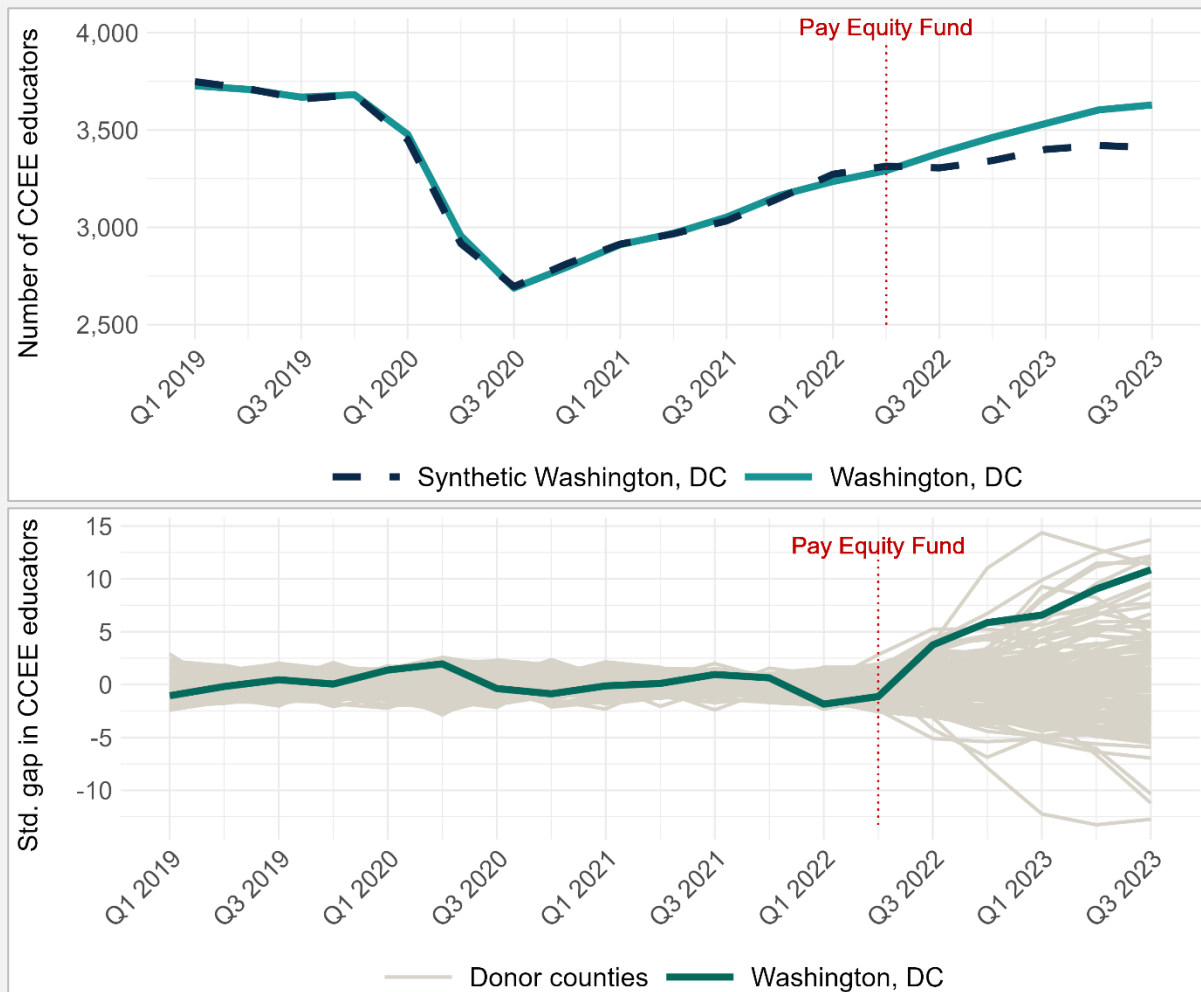 Pay Equity Fund
Number of CCEE educators
4,000
3,500
3,000
2,500
Q1 2019
Q3 2019
Q1 2020
Q3 2020
Q1 2021
Q3 2021
Q1 2022
Q3 2022
Q1 2023
Q3 2023
Synthetic Washington, DC
Washington, DC
Pay Equity Fund
Std. gap in CCEE educators
15
10
5
0
-5
-10
Q1 2019
Q3 2019
Q1 2020
Q3 2020
Q1 2021
Q3 2021
Q1 2022
Q3 2022
Q1 2023
Q3 2023
Donor counties
Washington, DC